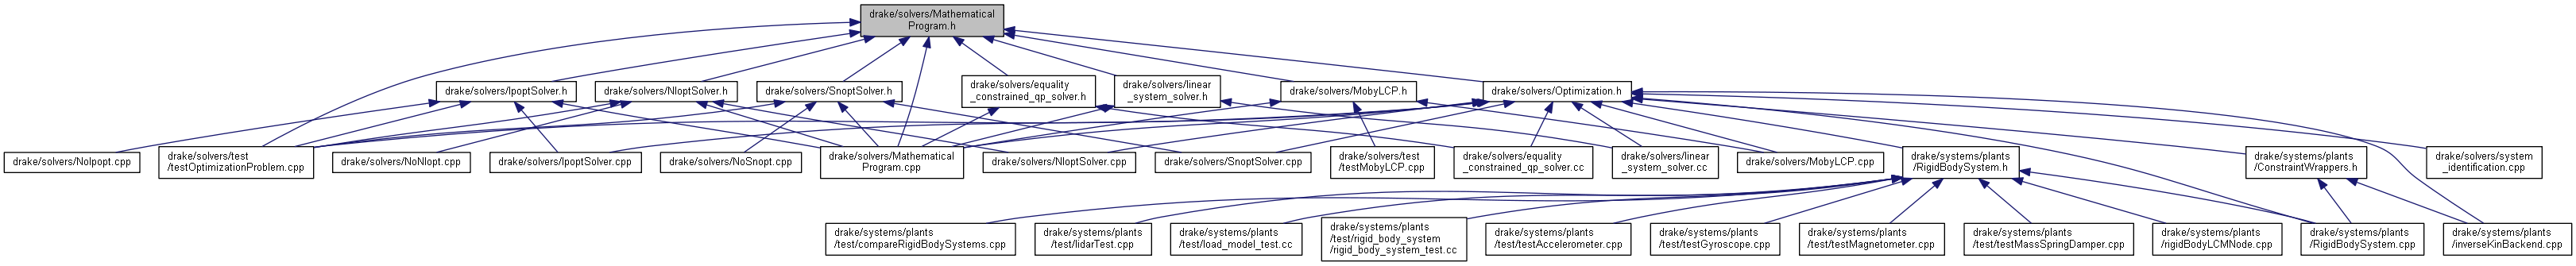 drake/solvers/Mathematical
Program.h
drake/solvers/IpoptSolver.h
drake/solvers/NloptSolver.h
drake/solvers/SnoptSolver.h
drake/solvers/equality
_constrained_qp_solver.h
drake/solvers/linear
_system_solver.h
drake/solvers/MobyLCP.h
drake/solvers/Optimization.h
drake/solvers/NoIpopt.cpp
drake/solvers/test
/testOptimizationProblem.cpp
drake/solvers/NoNlopt.cpp
drake/solvers/IpoptSolver.cpp
drake/solvers/NoSnopt.cpp
drake/solvers/Mathematical
Program.cpp
drake/solvers/NloptSolver.cpp
drake/solvers/SnoptSolver.cpp
drake/solvers/test
/testMobyLCP.cpp
drake/solvers/equality
_constrained_qp_solver.cc
drake/solvers/linear
_system_solver.cc
drake/solvers/MobyLCP.cpp
drake/systems/plants
/RigidBodySystem.h
drake/systems/plants
/ConstraintWrappers.h
drake/solvers/system
_identification.cpp
drake/systems/plants
/test/compareRigidBodySystems.cpp
drake/systems/plants
/test/lidarTest.cpp
drake/systems/plants
/test/load_model_test.cc
drake/systems/plants
/test/rigid_body_system
/rigid_body_system_test.cc
drake/systems/plants
/test/testAccelerometer.cpp
drake/systems/plants
/test/testGyroscope.cpp
drake/systems/plants
/test/testMagnetometer.cpp
drake/systems/plants
/test/testMassSpringDamper.cpp
drake/systems/plants
/rigidBodyLCMNode.cpp
drake/systems/plants
/RigidBodySystem.cpp
drake/systems/plants
/inverseKinBackend.cpp